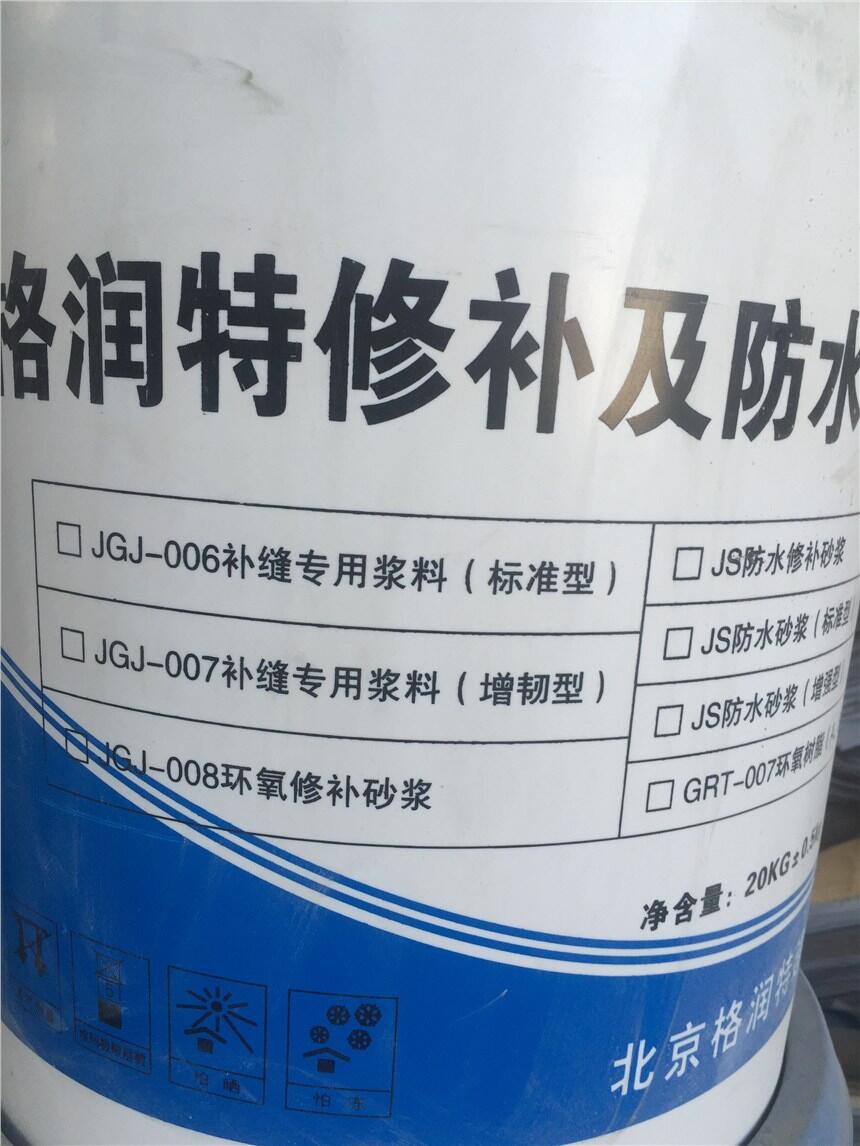 格润特修补及防水
JGJ-006补缝专用浆料（标准型）
JGJ-007补缝专用浆料（增韧型）
JGJ-008环氧修补砂浆
JS防水修补砂浆
JS防水砂浆（标准型
JS防水砂浆（增强型
GRT-007环氧树脂（
净含量：20KG±0.5
北京格润特
怕晒
怕冻